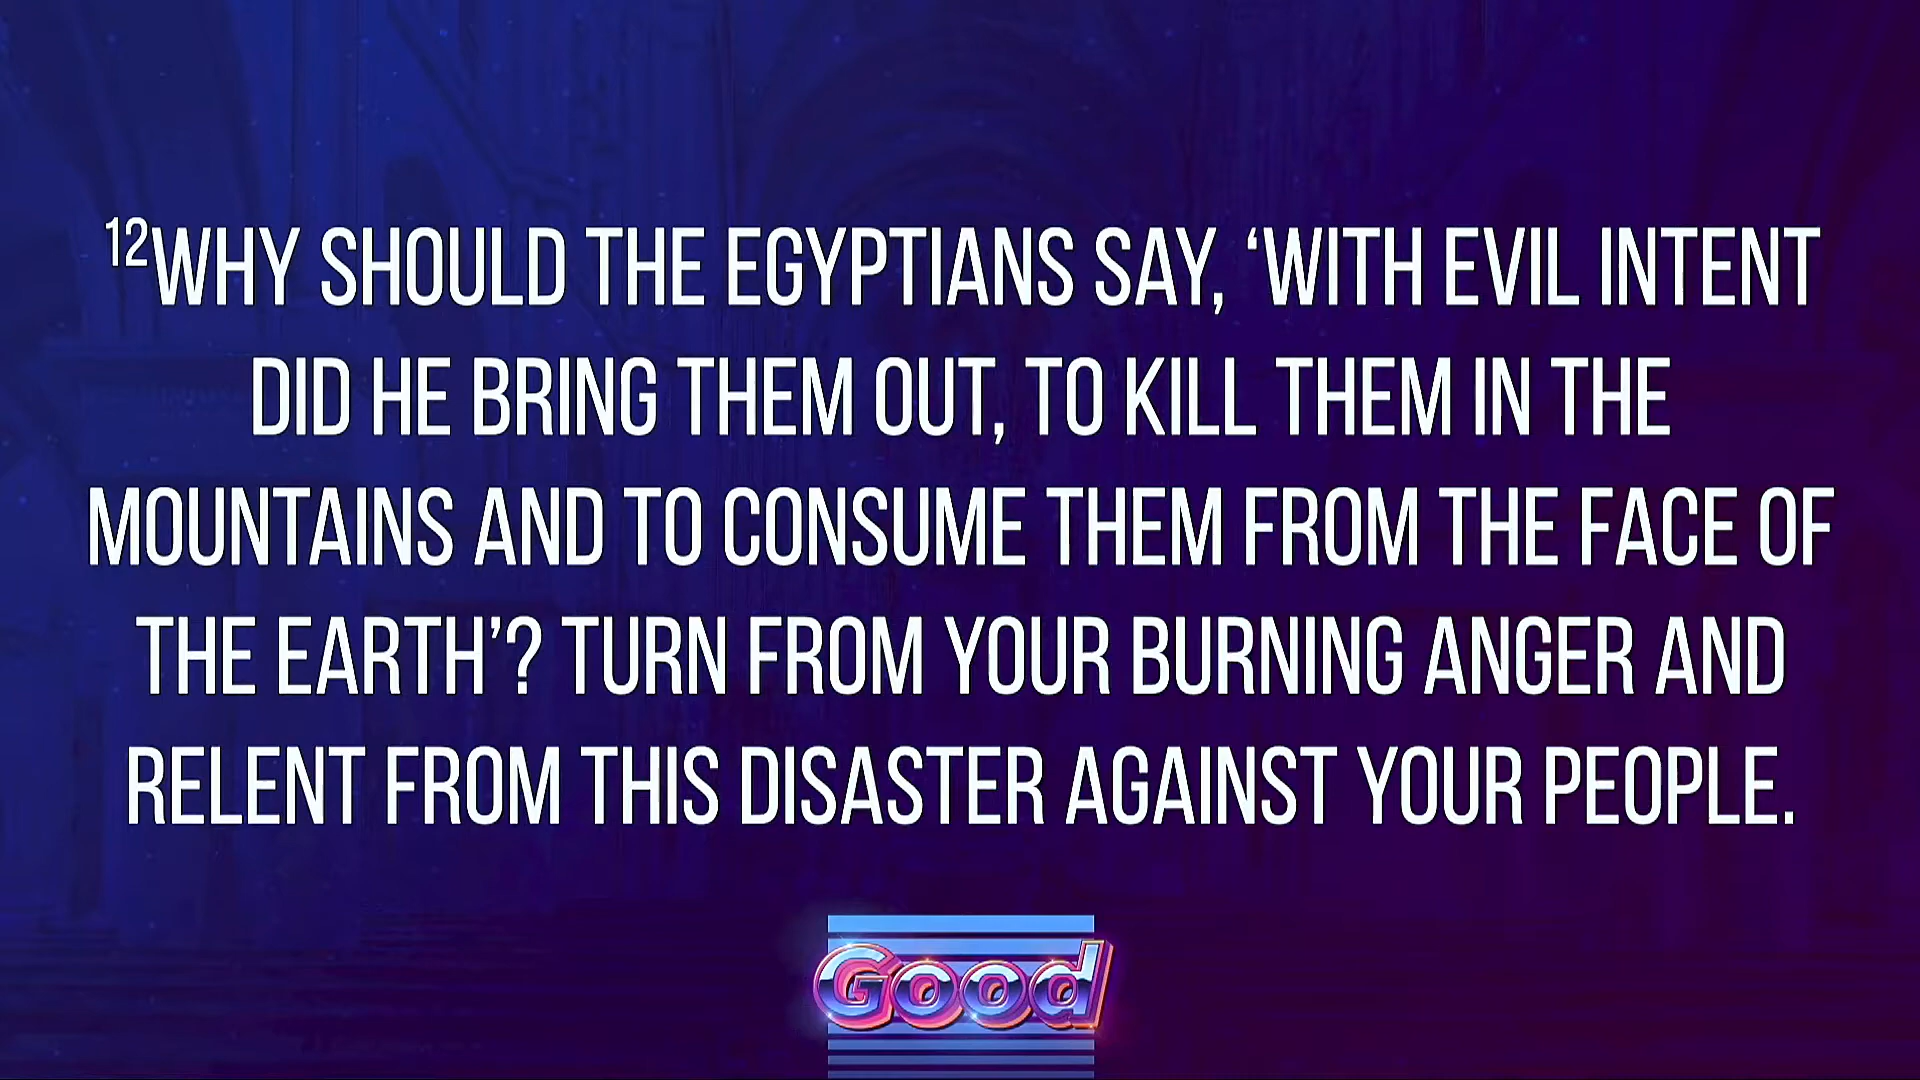 ¹²WHY SHOULD THE EGYPTIANS SAY, ‘WITH EVIL INTENT
DID HE BRING THEM OUT, TO KILL THEM IN THE
MOUNTAINS AND TO CONSUME THEM FROM THE FACE OF
THE EARTH’? TURN FROM YOUR BURNING ANGER AND
RELENT FROM THIS DISASTER AGAINST YOUR PEOPLE.
Good